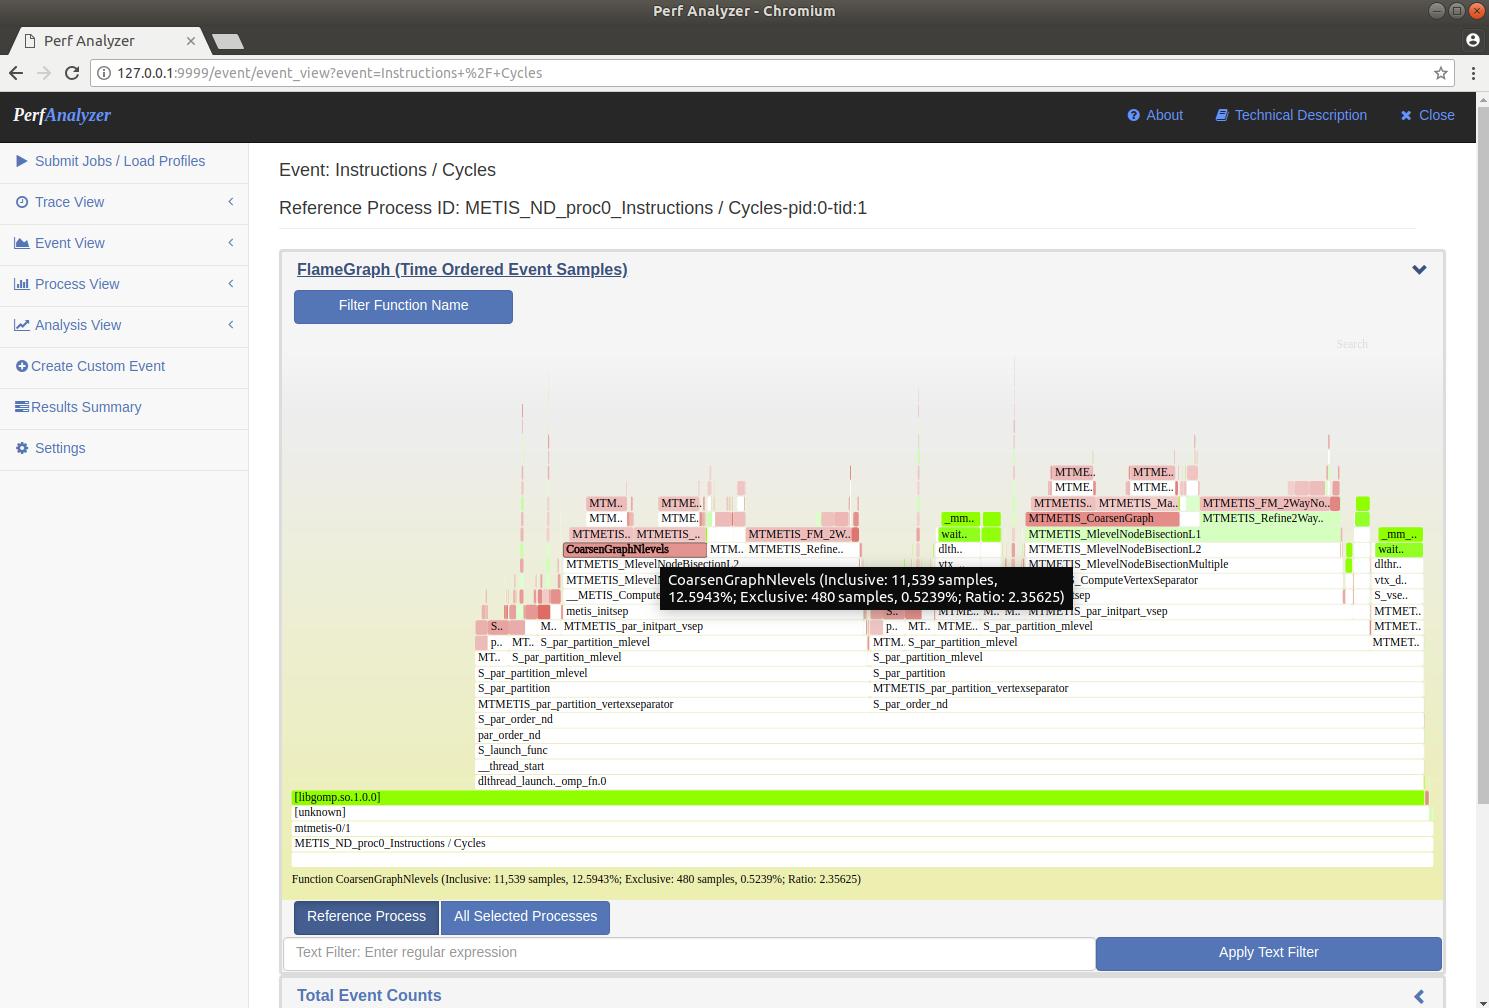 Perf Analyzer - Chromium
Perf Analyzer
127.0.0.1:9999/event/event_view?event=Instructions+%2F+Cycles
PerfAnalyzer
About
Technical Description
Close
Submit Jobs / Load Profiles
Trace View
Event View
Process View
Analysis View
Create Custom Event
Results Summary
Settings
Event: Instructions / Cycles
Reference Process ID: METIS_ND_proc0_Instructions / Cycles-pid:0-tid:1
FlameGraph (Time Ordered Event Samples)
Filter Function Name
Search
MTME.. MTME..
MTME. MTME..
MTM.. MTME.. MTMETIS.. MTMETIS_Ma.. MTMETIS_FM_2WayNo..
MTM.. MTME. _mm.. MTMETIS_CoarsenGraph MTMETIS_Refine2Way..
MTMETIS.. MTMETIS_.. MTMETIS_FM_2W.. wait.. MTMETIS_MlevelNodeBisectionL1 _mm_..
CoarsenGraphNlevels MTM.. MTMETIS_Refine.. dlth.. MTMETIS_MlevelNodeBisectionL2 wait..
MTMETIS_MlevelNodeBisectionL2 vtx_.. MTMETIS_MlevelNodeBisectionMultiple dlthr..
MTMETIS_Mlevel S_ComputeVertexSeparator vtx_d..
CoarsenGraphNlevels (Inclusive: 11,539 samples,
12.5943%; Exclusive: 480 samples, 0.5239%; Ratio: 2.35625)
__METIS_Compute tsep S_vse..
metis_initsep S.. MTME.. M.. M.. MTMETIS_par_initpart_vsep MTMET..
S.. M.. MTMETIS_par_initpart_vsep p.. MT.. MTME.. S_par_partition_mlevel MTMET..
p.. MT.. S_par_partition_mlevel MTM.. S_par_partition_mlevel MTMET..
MT.. S_par_partition_mlevel S_par_partition_mlevel
S_par_partition_mlevel S_par_partition
S_par_partition MTMETIS_par_partition_vertexseparator
MTMETIS_par_partition_vertexseparator S_par_order_nd
S_par_order_nd
par_order_nd
S_launch_func
__thread_start
dlthread_launch._omp_fn.0
[libgomp.so.1.0.0]
[unknown]
mtmetis-0/1
METIS_ND_proc0_Instructions / Cycles
Function CoarsenGraphNlevels (Inclusive: 11,539 samples, 12.5943%; Exclusive: 480 samples, 0.5239%; Ratio: 2.35625)
Reference Process
All Selected Processes
Text Filter: Enter regular expression
Apply Text Filter
Total Event Counts